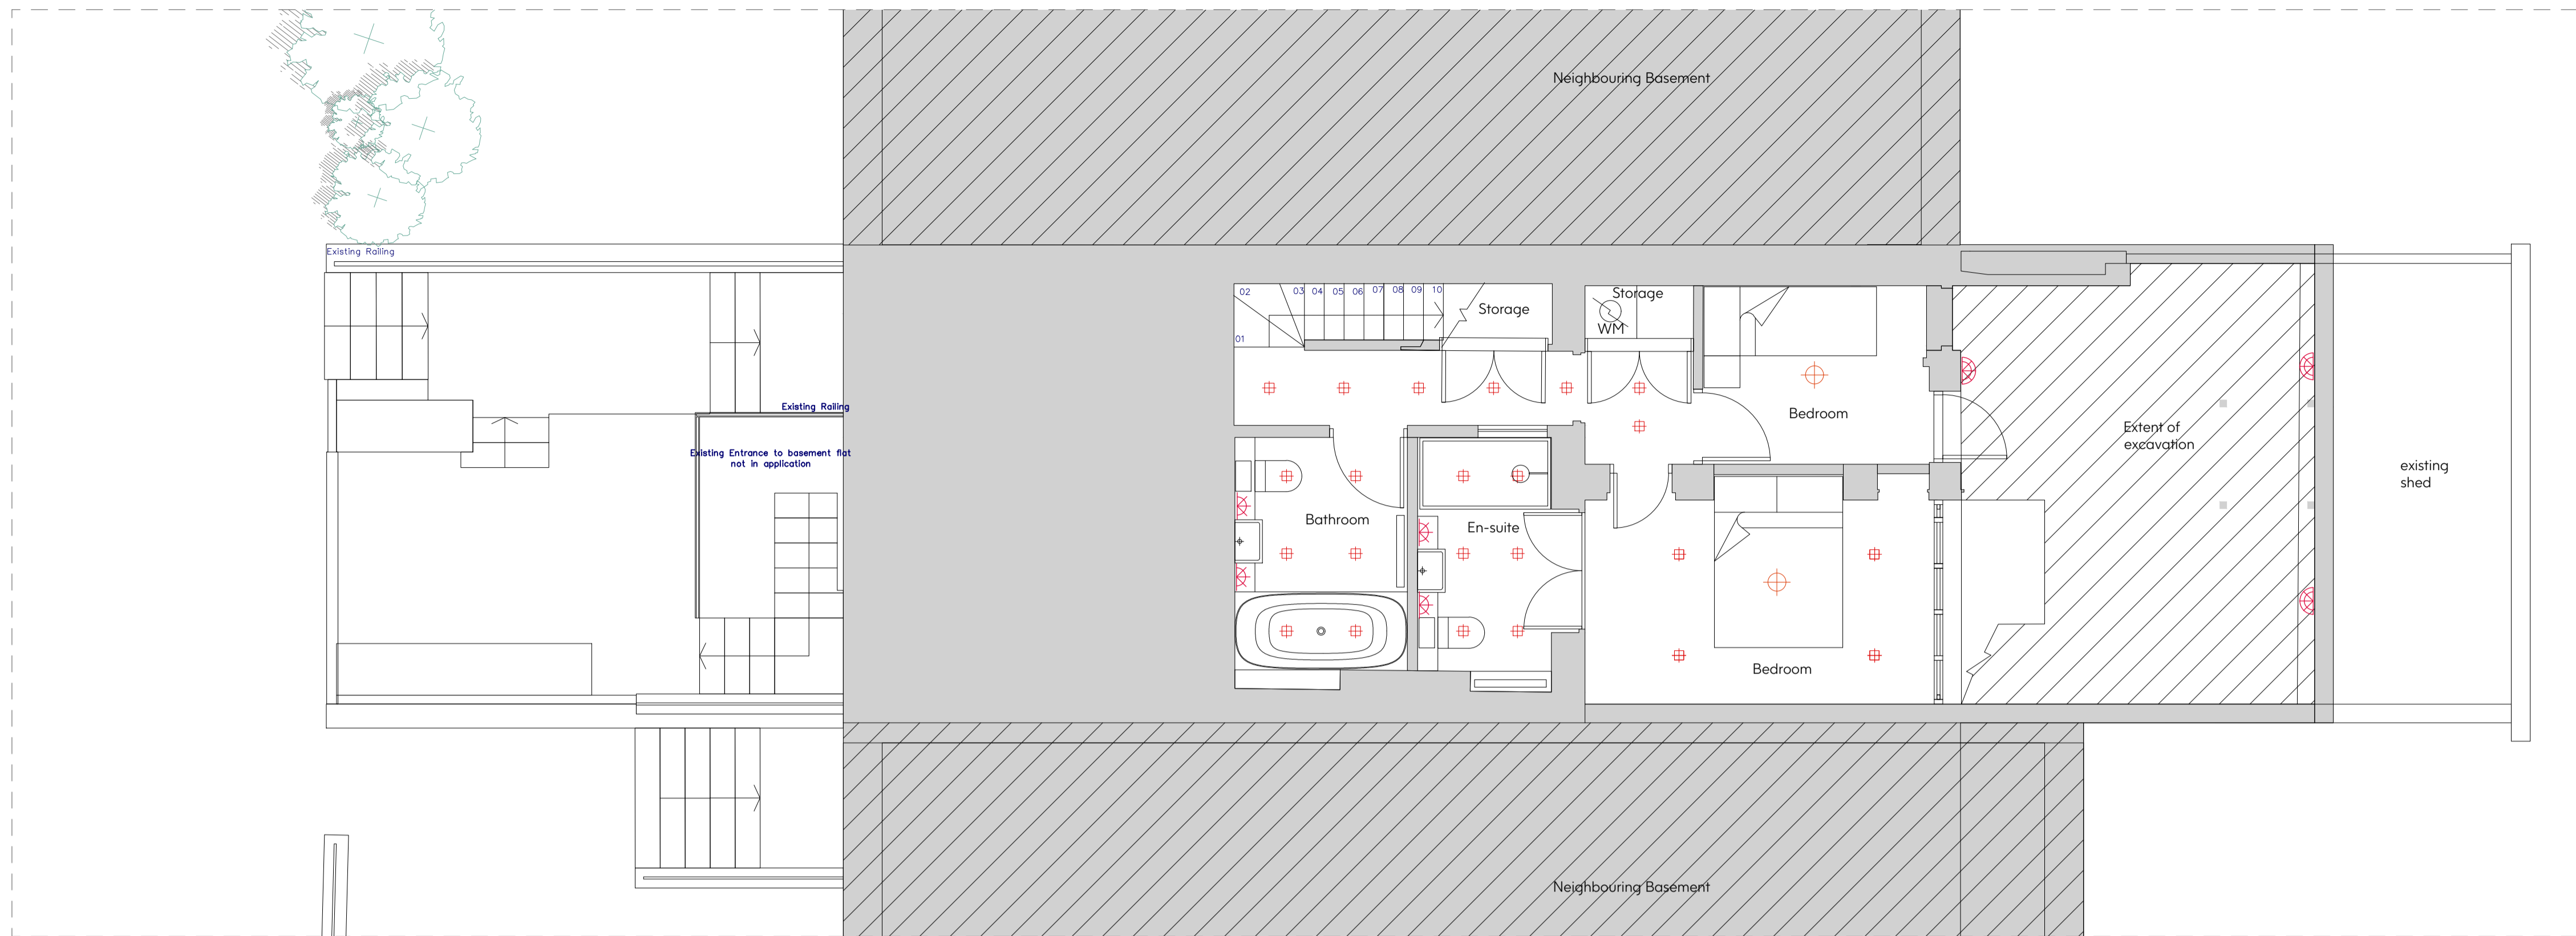 Neighbouring Basement
Existing Railing
02
03
04
05
06
07
08
09
10
01
Storage
Storage
WM
Existing Railing
Bedroom
Existing Entrance to basement flat
not in application
Extent of
excavation
existing
shed
Bathroom
En-suite
Bedroom
Neighbouring Basement